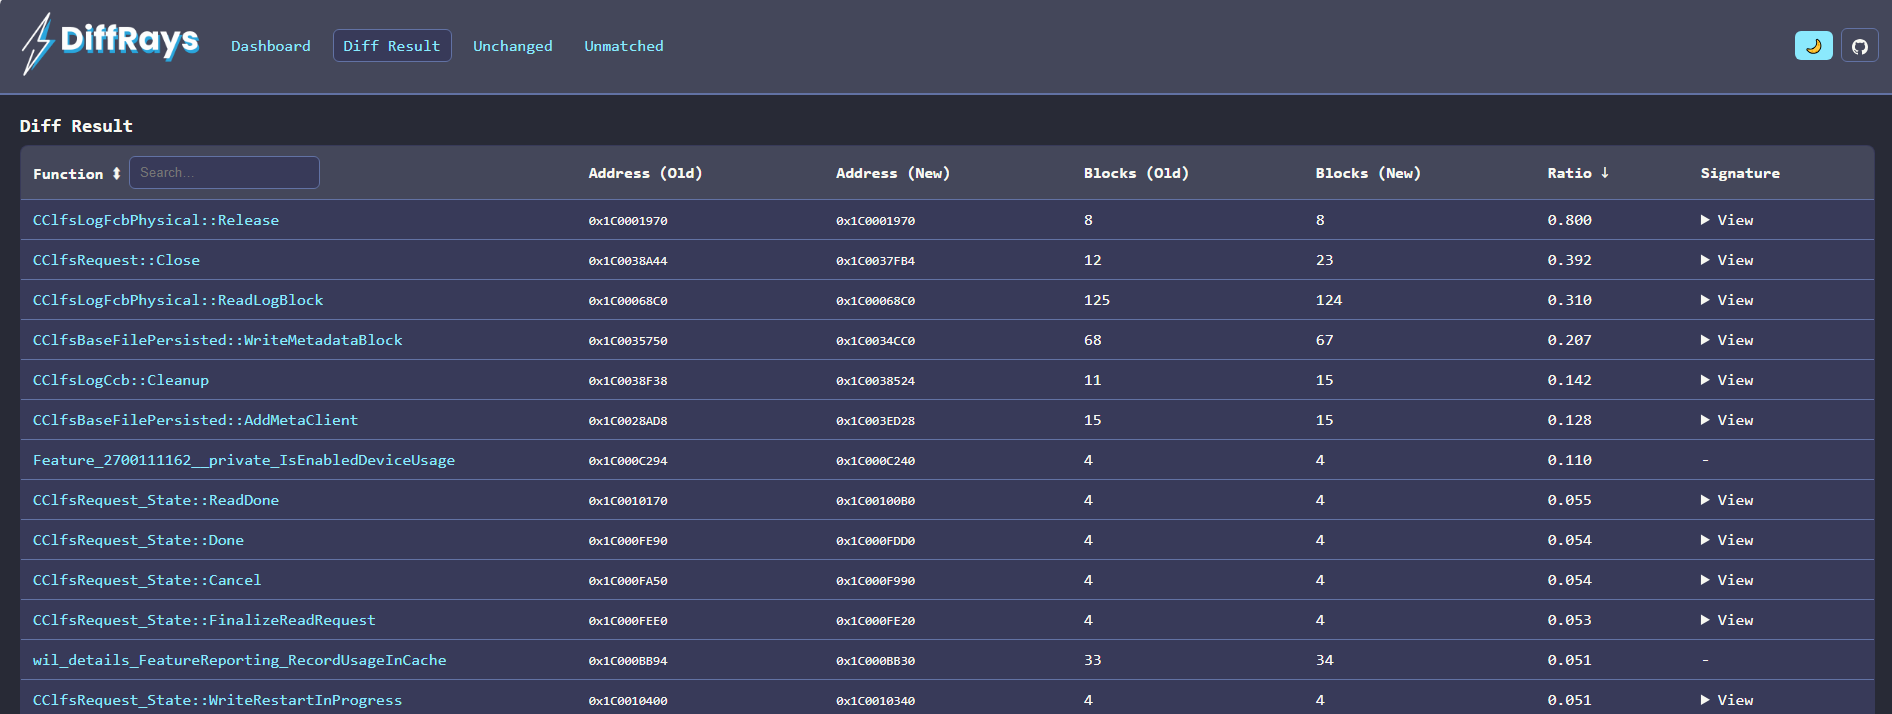 DiffRays Dashboard Diff Result Unchanged Unmatched
Diff Result
Function Search... Address (Old) Address (New) Blocks (Old) Blocks (New) Ratio ↓ Signature
CClfsLogFcbPhysical::Release 0x1C0001970 0x1C0001970 8 8 0.800 ▶ View
CClfsRequest::Close 0x1C0038A44 0x1C0037FB4 12 23 0.392 ▶ View
CClfsLogFcbPhysical::ReadLogBlock 0x1C00068C0 0x1C00068C0 125 124 0.310 ▶ View
CClfsBaseFilePersisted::WriteMetadataBlock 0x1C0035750 0x1C0034CC0 68 67 0.207 ▶ View
CClfsLogCcb::Cleanup 0x1C0038F38 0x1C0038524 11 15 0.142 ▶ View
CClfsBaseFilePersisted::AddMetaClient 0x1C0028AD8 0x1C003ED28 15 15 0.128 ▶ View
Feature_2700111162__private_IsEnabledDeviceUsage 0x1C000C294 0x1C000C240 4 4 0.110 -
CClfsRequest_State::ReadDone 0x1C0010170 0x1C00100B0 4 4 0.055 ▶ View
CClfsRequest_State::Done 0x1C000FE90 0x1C000FDD0 4 4 0.054 ▶ View
CClfsRequest_State::Cancel 0x1C000FA50 0x1C000F990 4 4 0.054 ▶ View
CClfsRequest_State::FinalizeReadRequest 0x1C000FEE0 0x1C000FE20 4 4 0.053 ▶ View
wil_details_FeatureReporting_RecordUsageInCache 0x1C000BB94 0x1C000BB30 33 34 0.051 -
CClfsRequest_State::WriteRestartInProgress 0x1C0010400 0x1C0010340 4 4 0.051 ▶ View